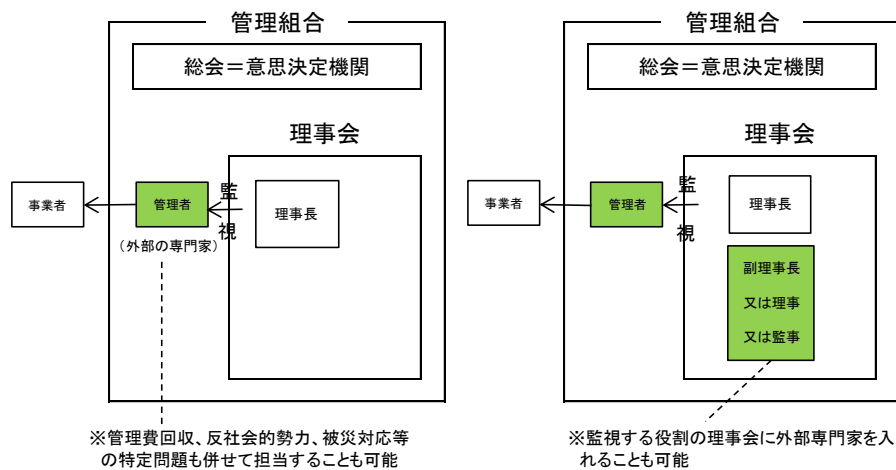 管理組合
総会＝意思決定機関
理事会
事業者
管理者
監
視
理事長
（外部の専門家）
※管理費回収、反社会的勢力、被災対応等
の特定問題も併せて担当することも可能
管理組合
総会＝意思決定機関
理事会
事業者
管理者
監
視
理事長
副理事長
又は理事
又は監事
※監視する役割の理事会に外部専門家を入
れることも可能